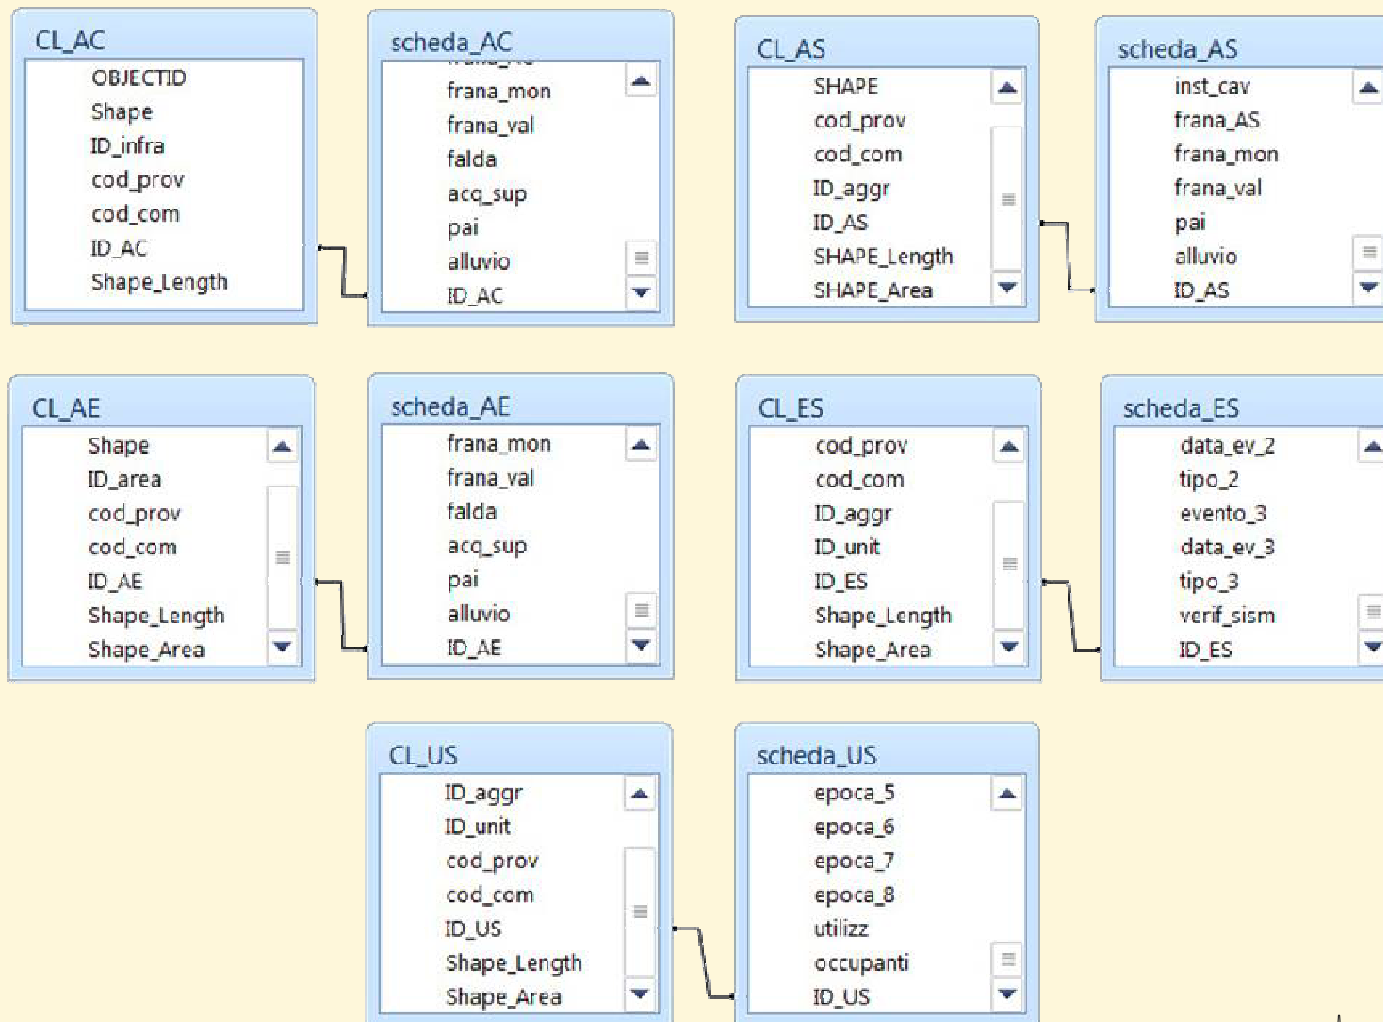 CL_AC
OBJECTID
Shape
ID_infra
cod_prov
cod_com
ID_AC
Shape_Length
scheda_AC
frana_mon
frana_val
falda
acq_sup
pai
alluvio
ID_AC
CL_AS
SHAPE
cod_prov
cod_com
ID_aggr
ID_AS
SHAPE_Length
SHAPE_Area
scheda_AS
inst_cav
frana_AS
frana_mon
frana_val
pai
alluvio
ID_AS
CL_AE
Shape
ID_area
cod_prov
cod_com
ID_AE
Shape_Length
Shape_Area
scheda_AE
frana_mon
frana_val
falda
acq_sup
pai
alluvio
ID_AE
CL_ES
cod_prov
cod_com
ID_aggr
ID_unit
ID_ES
Shape_Length
Shape_Area
scheda_ES
data_ev_2
tipo_2
evento_3
data_ev_3
tipo_3
verif_sism
ID_ES
CL_US
ID_aggr
ID_unit
cod_prov
cod_com
ID_US
Shape_Length
Shape_Area
scheda_US
epoca_5
epoca_6
epoca_7
epoca_8
utilizz
occupanti
ID_US